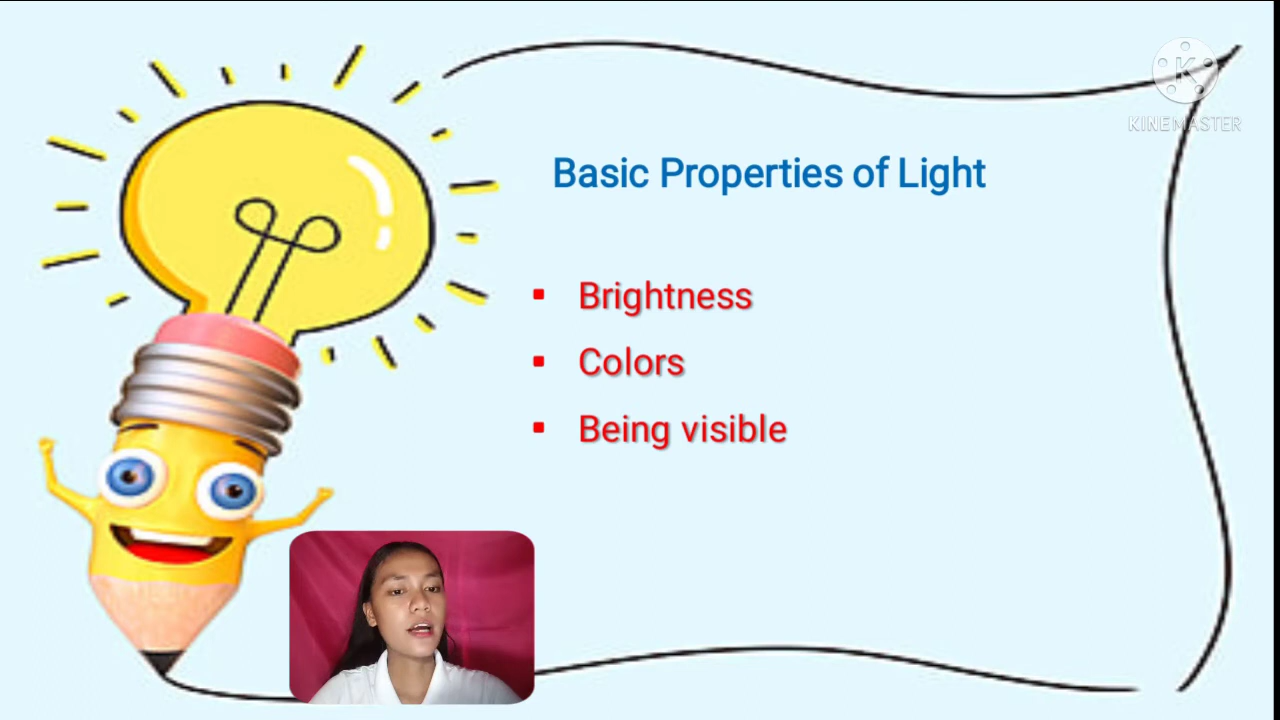 KINEMASTER
Basic Properties of Light
▪ Brightness
▪ Colors
▪ Being visible